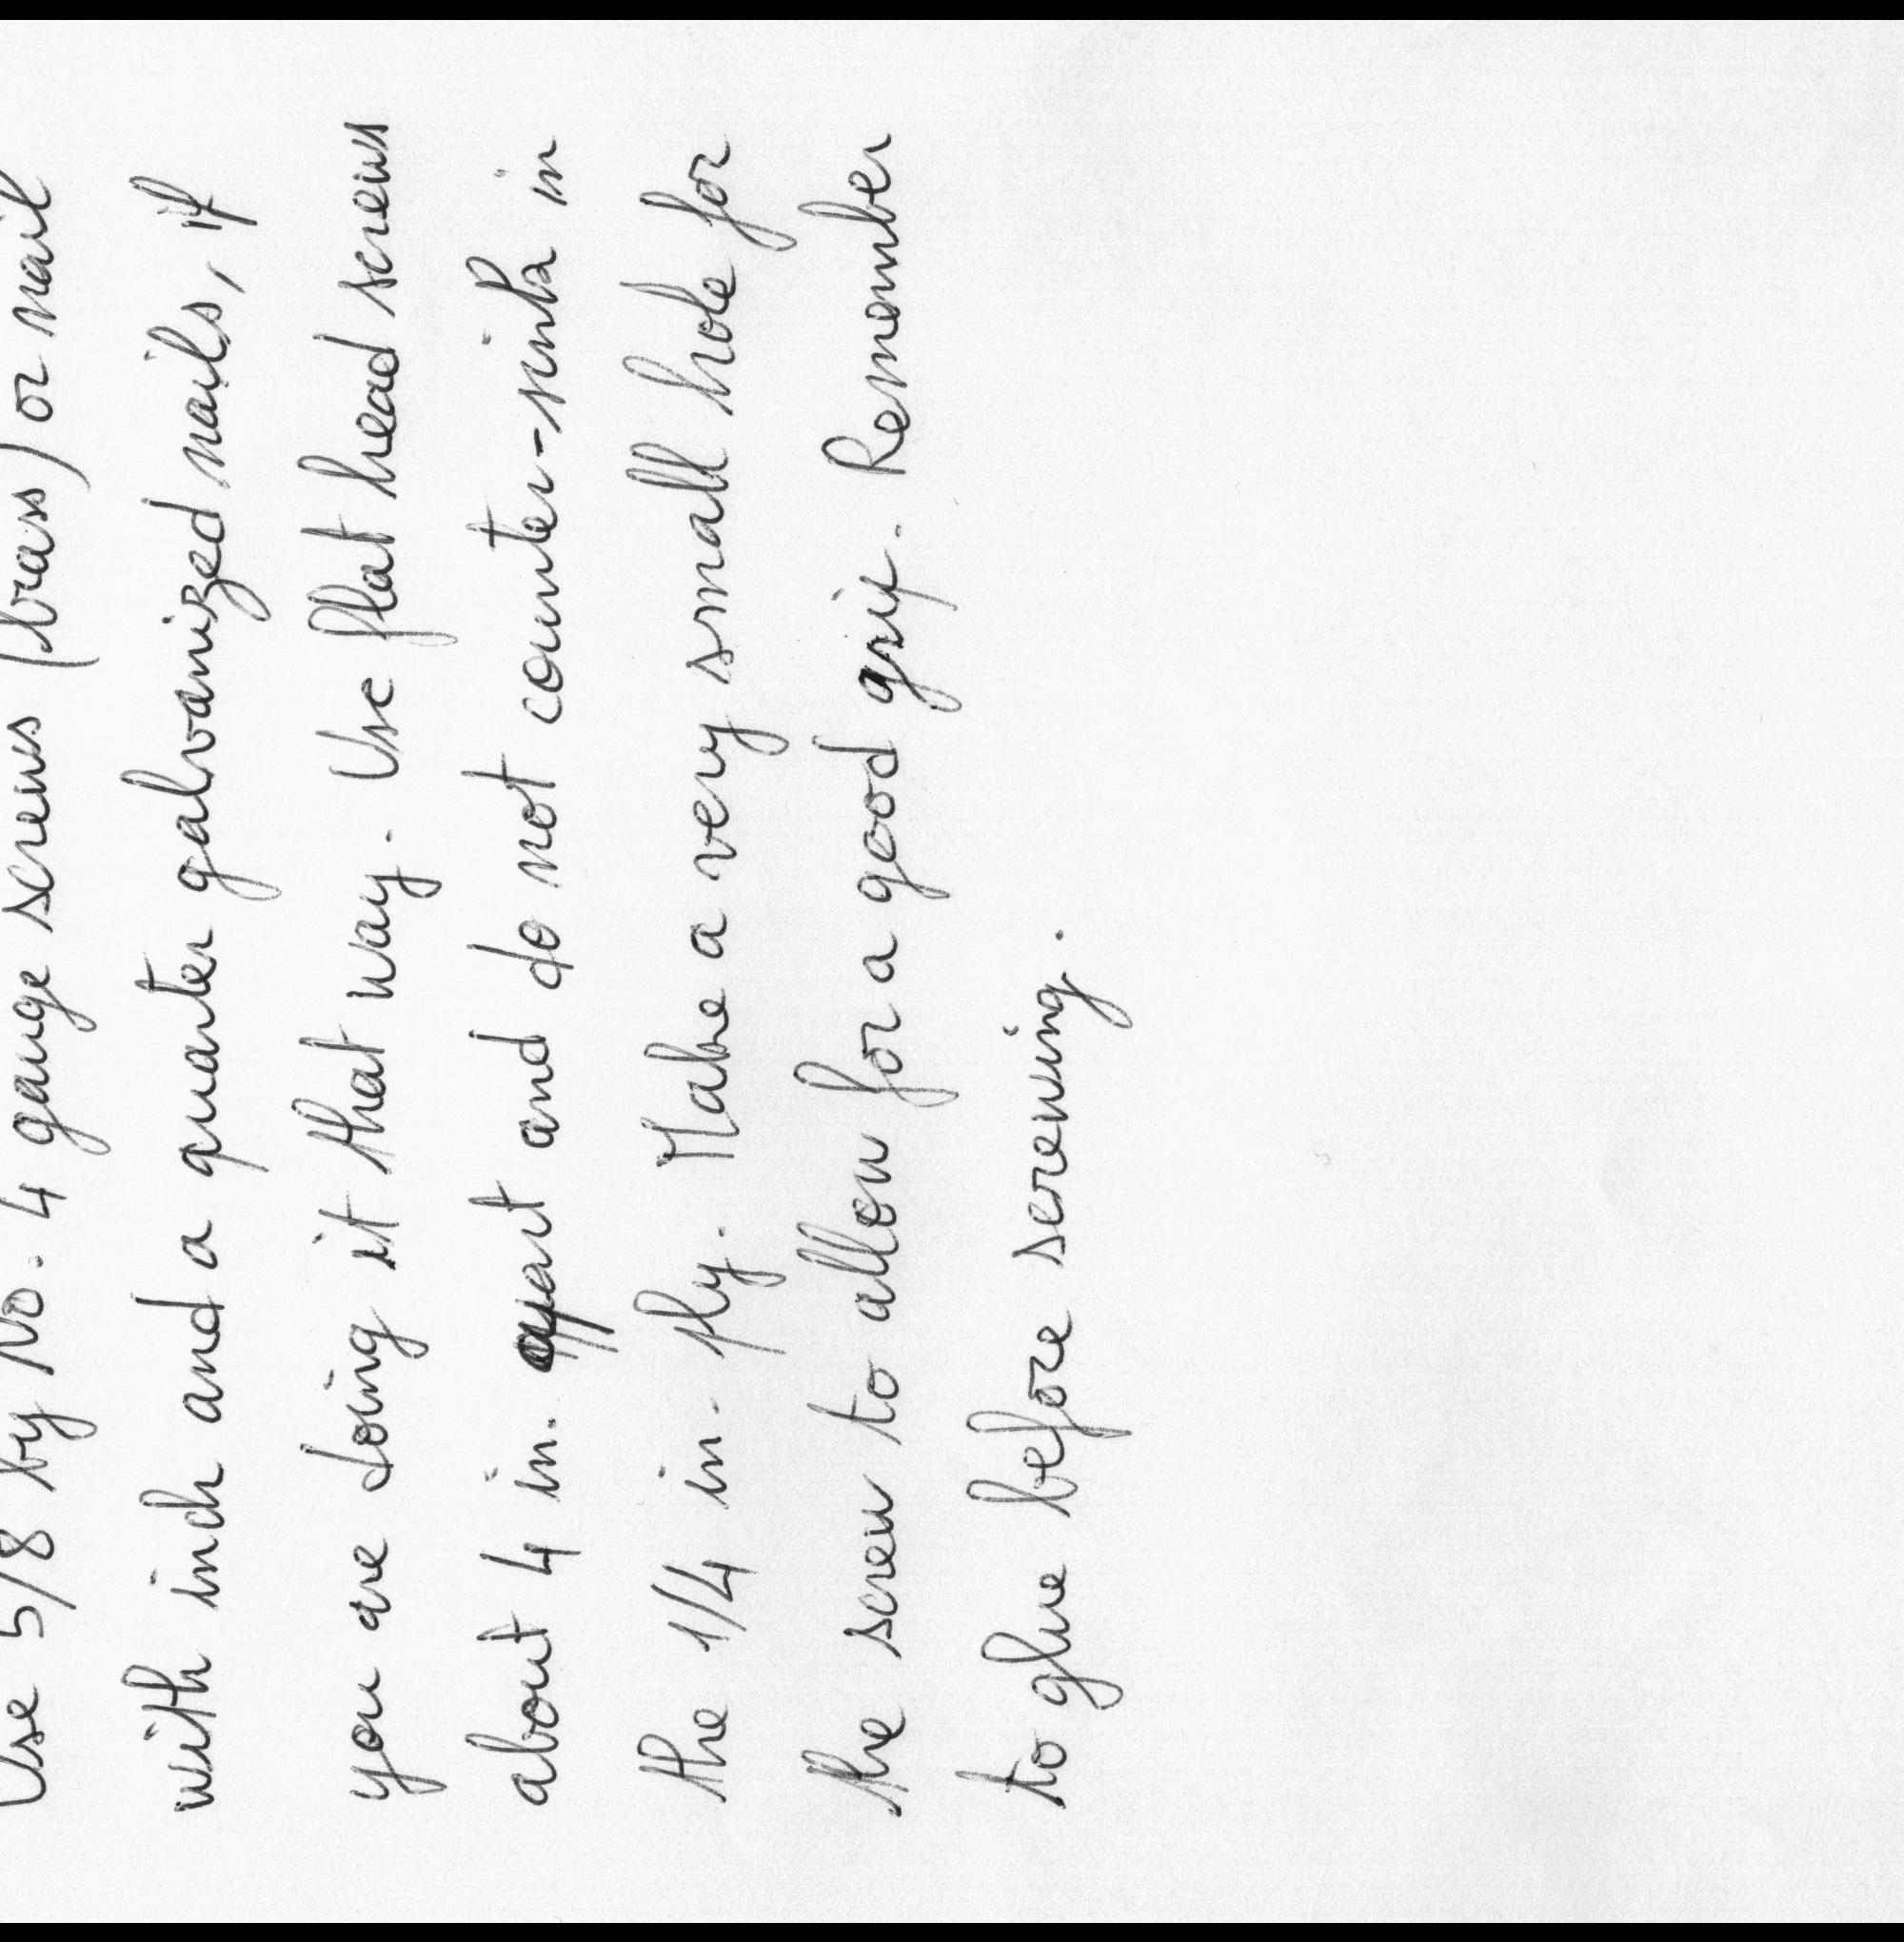 Use 5/8 by No. 4 gauge screws (brass) or nail
with inch and a quarter galvanized nails, if
you are doing it that way. Use flat head screws
about 4 in. apart and do not counter-sink in
the 1/4 in. ply. Make a very small hole for
the screw to allow for a good grip. Remember
to glue before screwing.